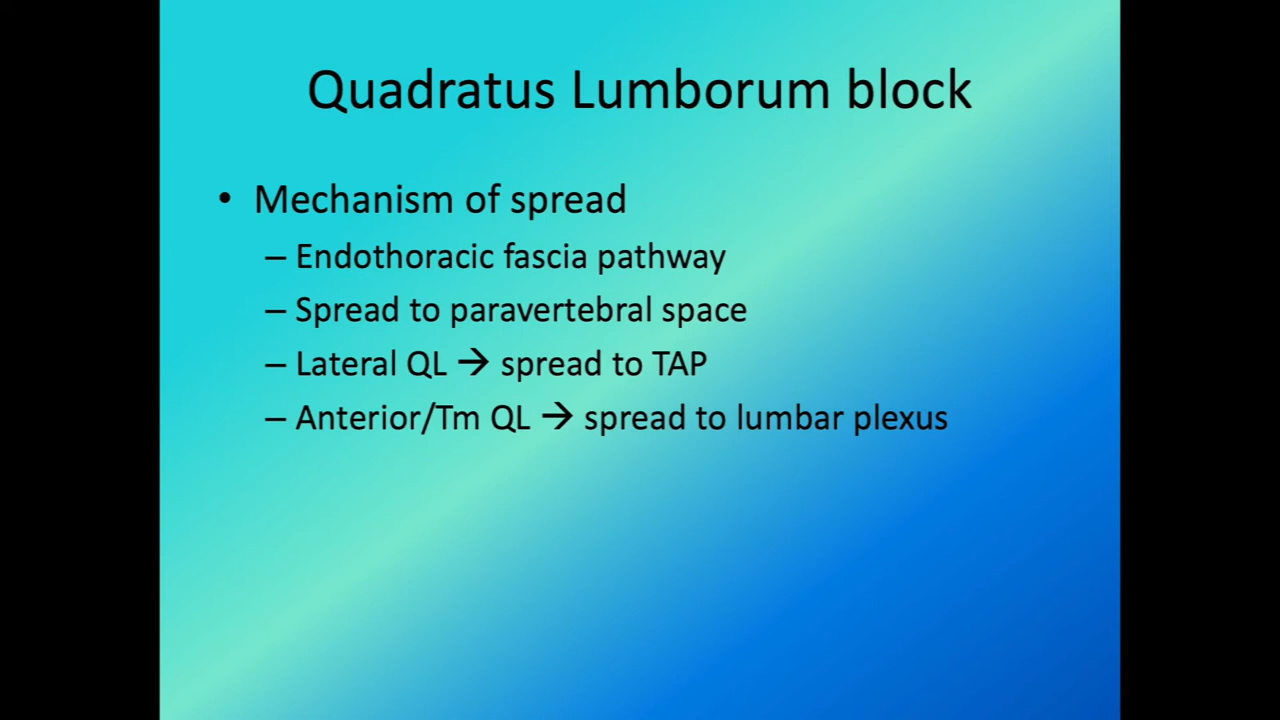 Quadratus Lumborum block
• Mechanism of spread
– Endothoracic fascia pathway
– Spread to paravertebral space
– Lateral QL → spread to TAP
– Anterior/Tm QL → spread to lumbar plexus